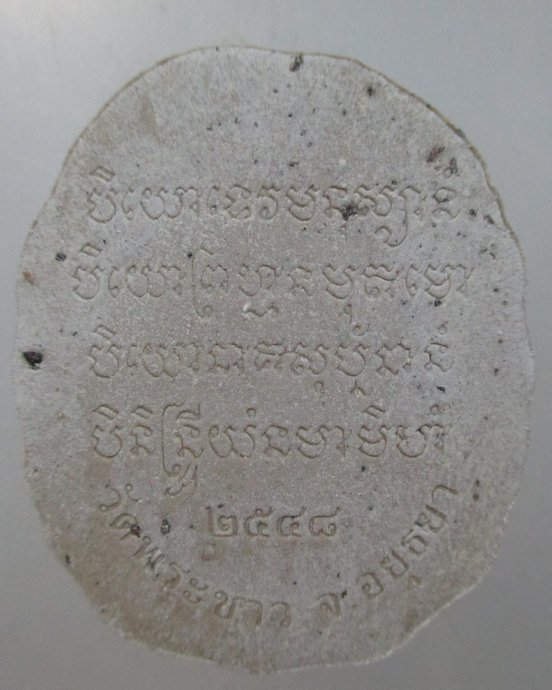 បិយោទេវមនុស្សានំ
បិយោព្រហ្មានមុត្តមោ
បិយោនាគសុបណ្ណានំ
បិនិន្ទ្រីយំនមាមិហំ
๒๕๔๘
วัดพระขาว จ.อยุธยา